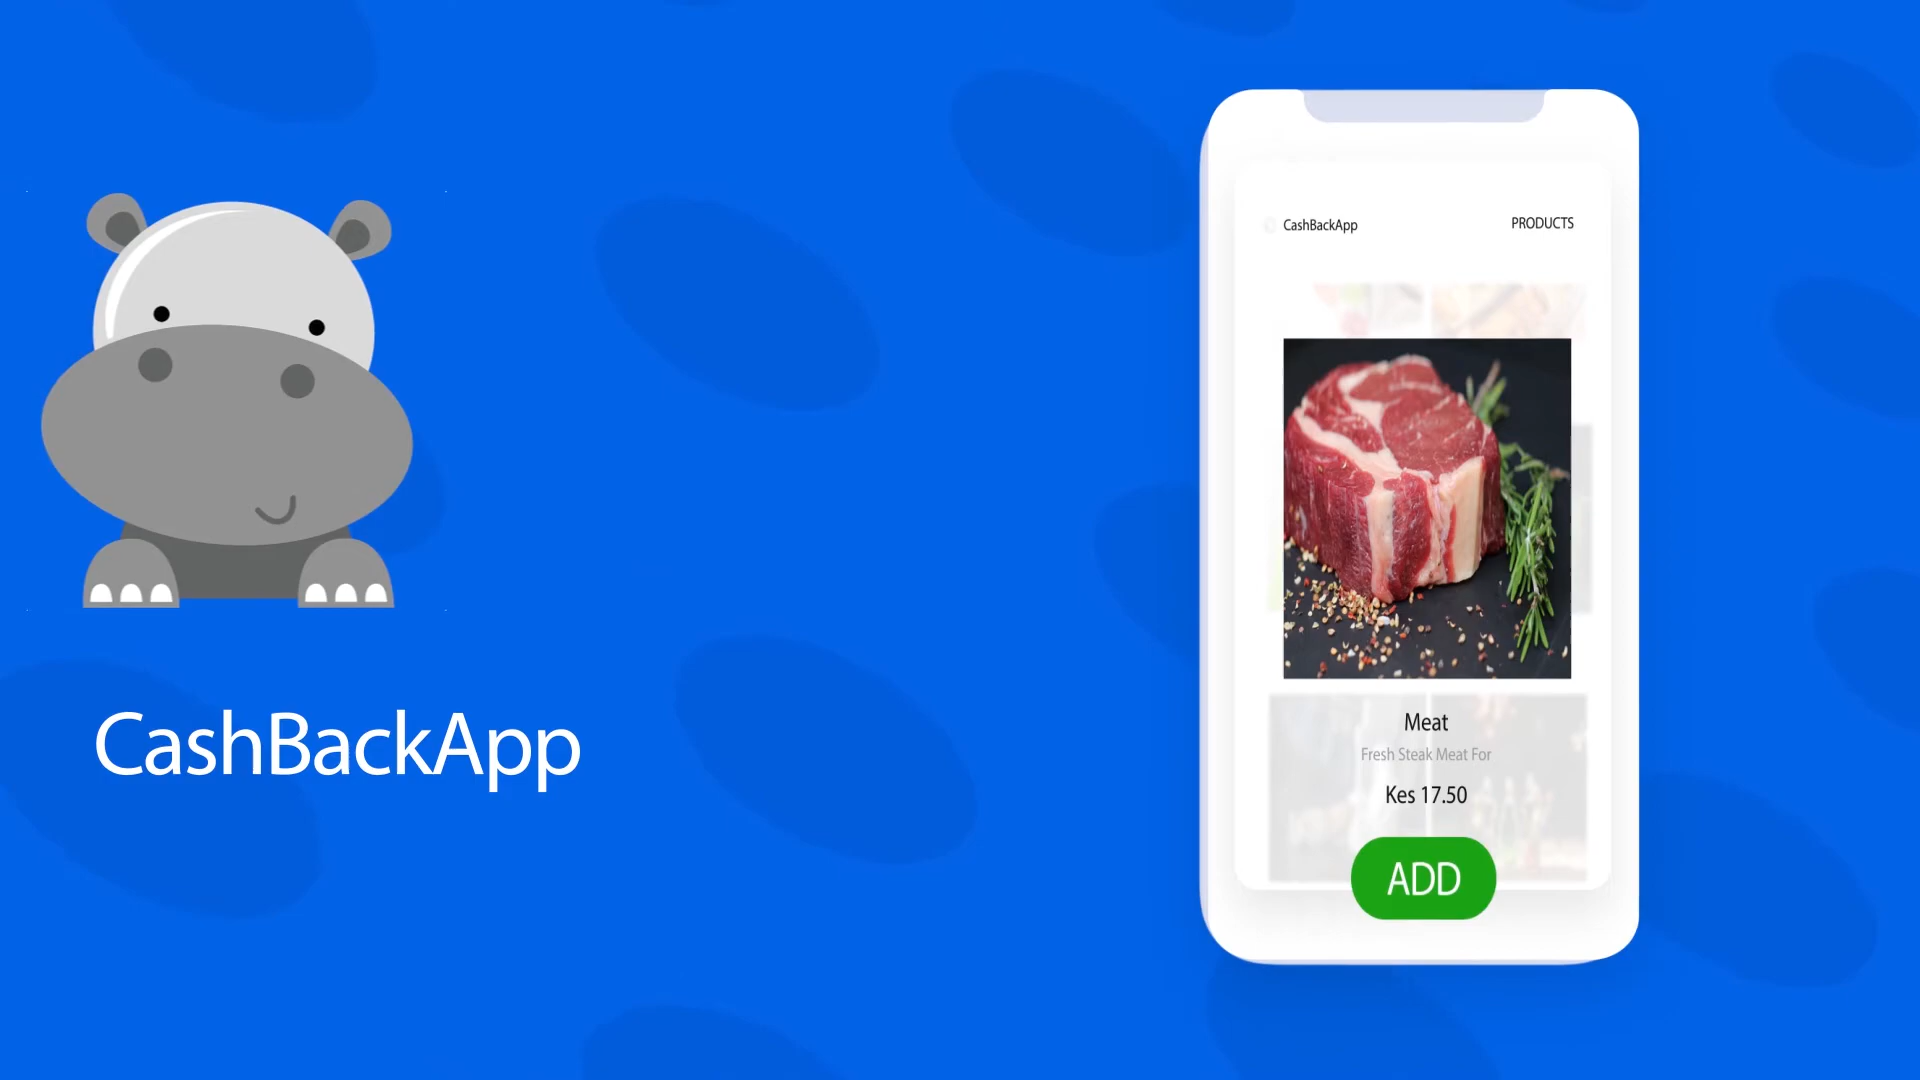 CashBackApp
CashBackApp
PRODUCTS
Meat
Fresh Steak Meat For
Kes 17.50
ADD